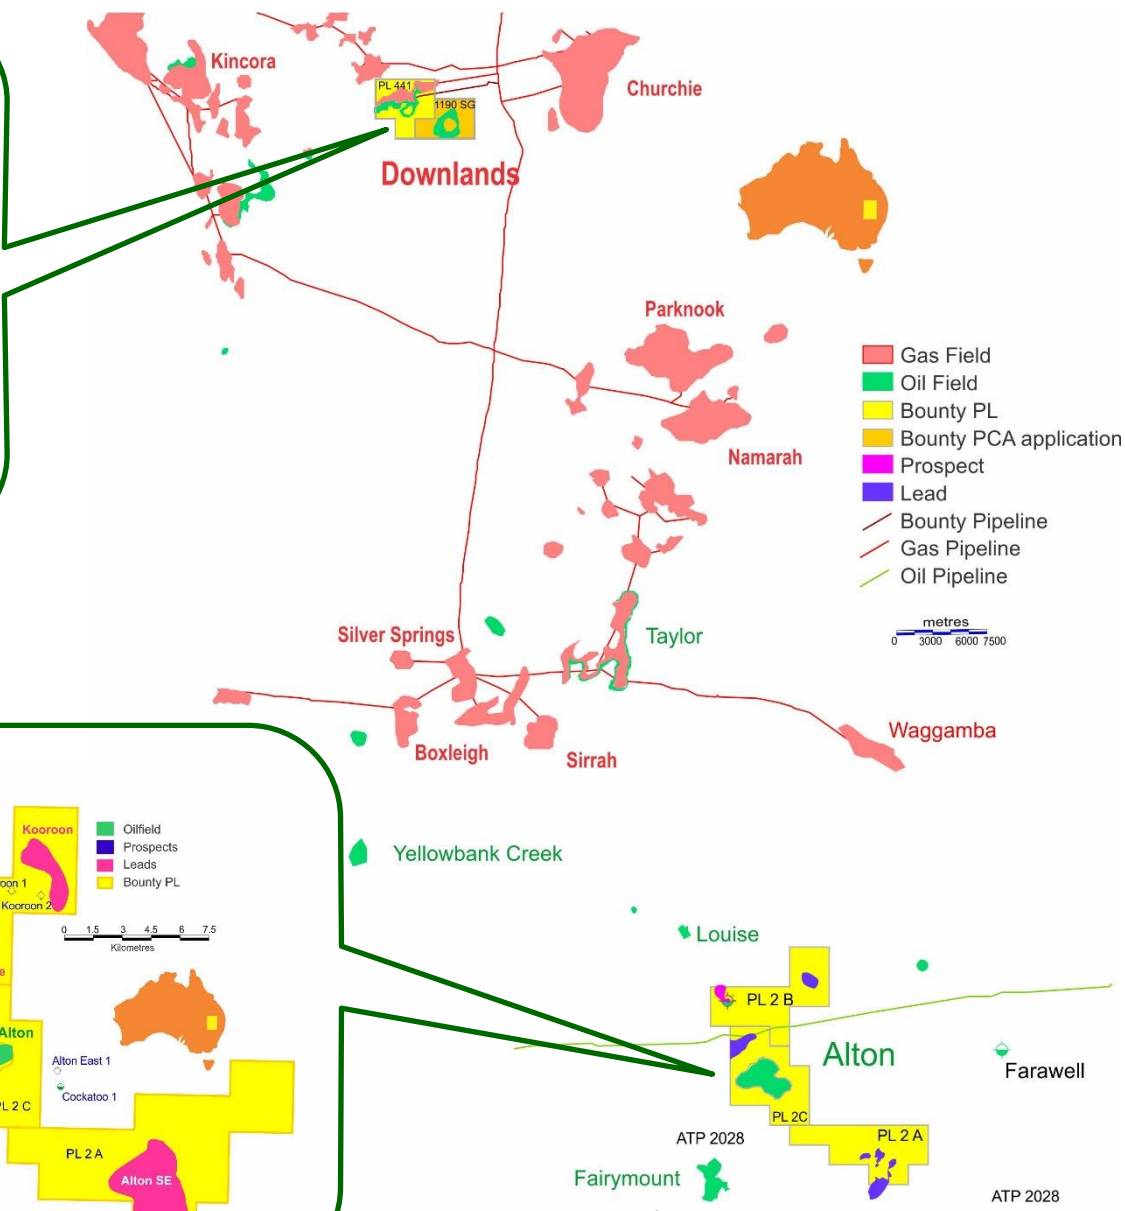 Kincora
Churchie
PL 441
1190 SG
Downlands
Parknook
Namarah
Gas Field
Oil Field
Bounty PL
Bounty PCA application
Prospect
Lead
Bounty Pipeline
Gas Pipeline
Oil Pipeline
metres
0 3000 6000 7500
Silver Springs
Taylor
Boxleigh
Sirrah
Waggamba
Yellowbank Creek
Louise
PL 2 B
Alton
Farawell
PL 2C
ATP 2028
PL 2 A
Fairymount
ATP 2028
Kooroon
oon 1
Kooroon 2
Oilfield
Prospects
Leads
Bounty PL
0 1.5 3 4.5 6 7.5
Kilometres
e
Alton
Alton East 1
Cockatoo 1
PL 2 C
PL 2 A
Alton SE